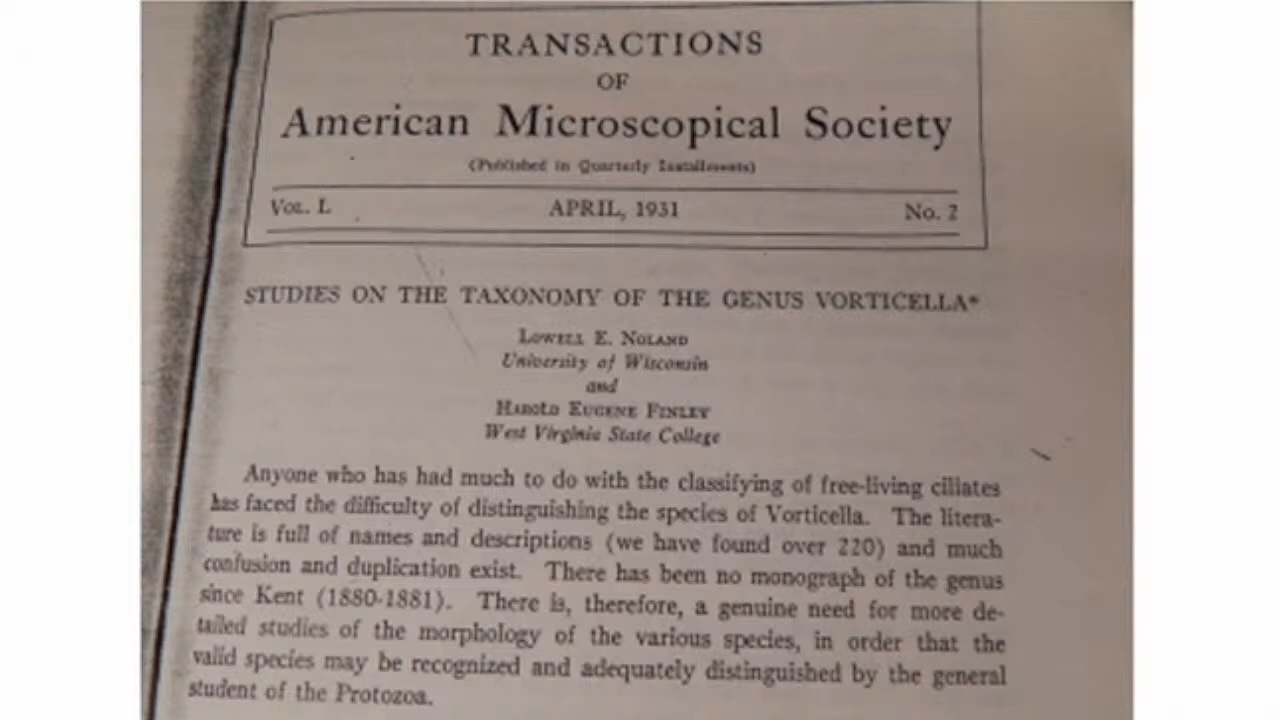 TRANSACTIONS
OF
American Microscopical Society
(Published in Quarterly Installments)
VOL. L APRIL, 1931 No. 2
STUDIES ON THE TAXONOMY OF THE GENUS VORTICELLA*
LOWELL E. NOLAND
University of Wisconsin
and
HAROLD EUGENE FINLEY
West Virginia State College
Anyone who has had much to do with the classifying of free-living ciliates
has faced the difficulty of distinguishing the species of Vorticella. The litera-
ture is full of names and descriptions (we have found over 220) and much
confusion and duplication exist. There has been no monograph of the genus
since Kent (1880-1881). There is, therefore, a genuine need for more de-
tailed studies of the morphology of the various species, in order that the
valid species may be recognized and adequately distinguished by the general
student of the Protozoa.